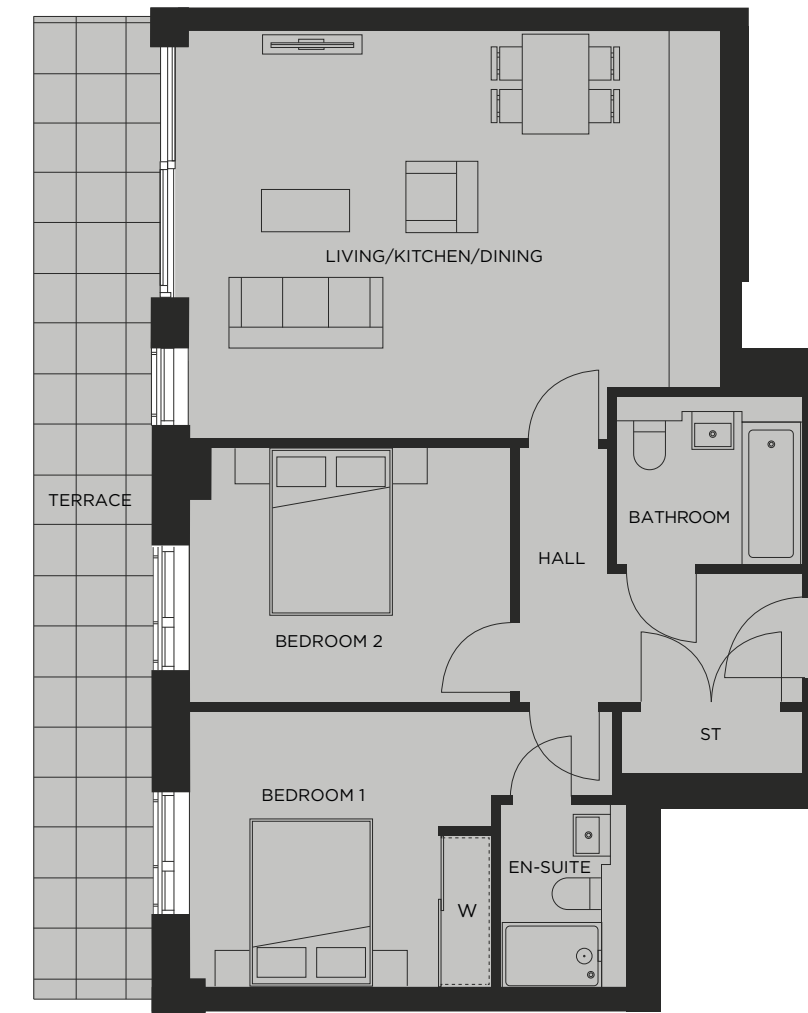 LIVING/KITCHEN/DINING
TERRACE
BATHROOM
HALL
BEDROOM 2
ST
BEDROOM 1
EN-SUITE
W